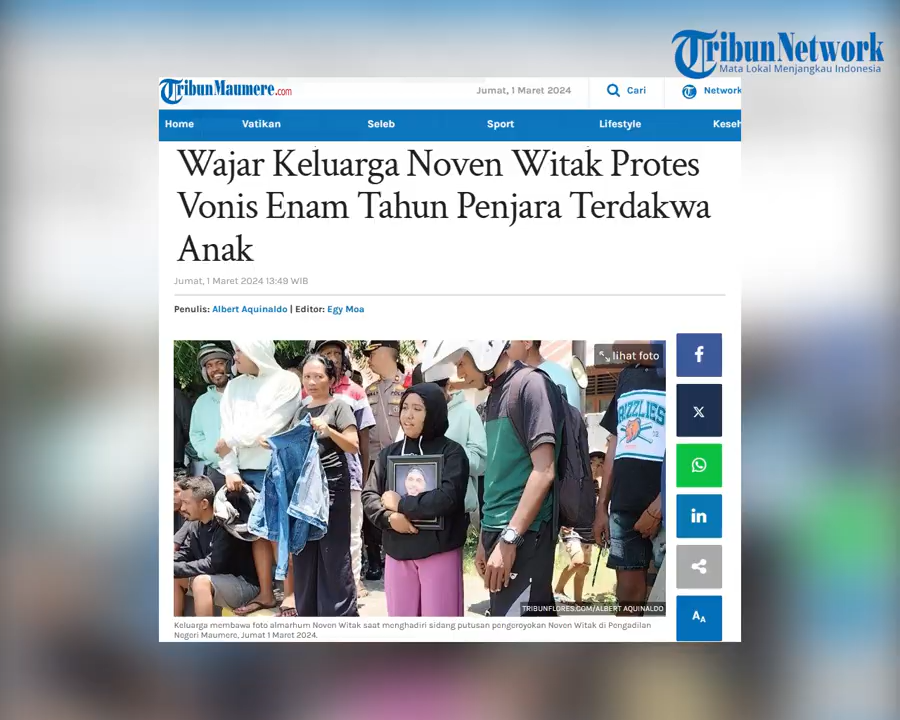 TribunNetwork
Mata Lokal Menjangkau Indonesia
TribunMaumere.com
Jumat, 1 Maret 2024
Cari
Network
Home
Vatikan
Seleb
Sport
Lifestyle
Keseh
Wajar Keluarga Noven Witak Protes
Vonis Enam Tahun Penjara Terdakwa
Anak
Jumat, 1 Maret 2024 13:49 WIB
Penulis: Albert Aquinaldo | Editor: Egy Moa
lihat foto
GRIZZLIES
TRIBUNFLORES.COM/ALBERT AQUINALDO
Keluarga membawa foto almarhum Noven Witak saat menghadiri sidang putusan pengeroyokan Noven Witak di Pengadilan
Negeri Maumere, Jumat 1 Maret 2024.